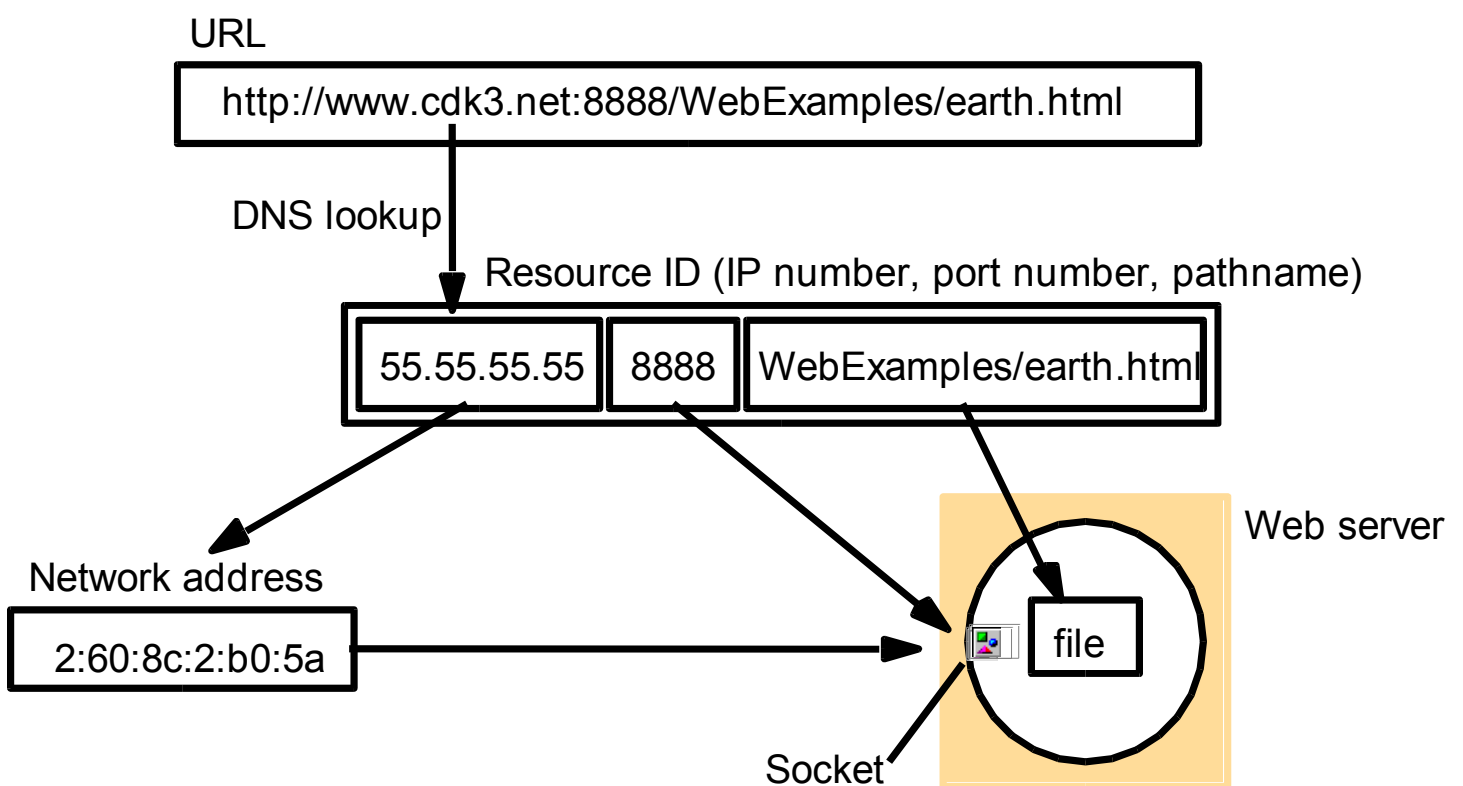 URL
http://www.cdk3.net:8888/WebExamples/earth.html
DNS lookup
Resource ID (IP number, port number, pathname)
55.55.55.55
8888
WebExamples/earth.html
Web server
Network address
2:60:8c:2:b0:5a
file
Socket